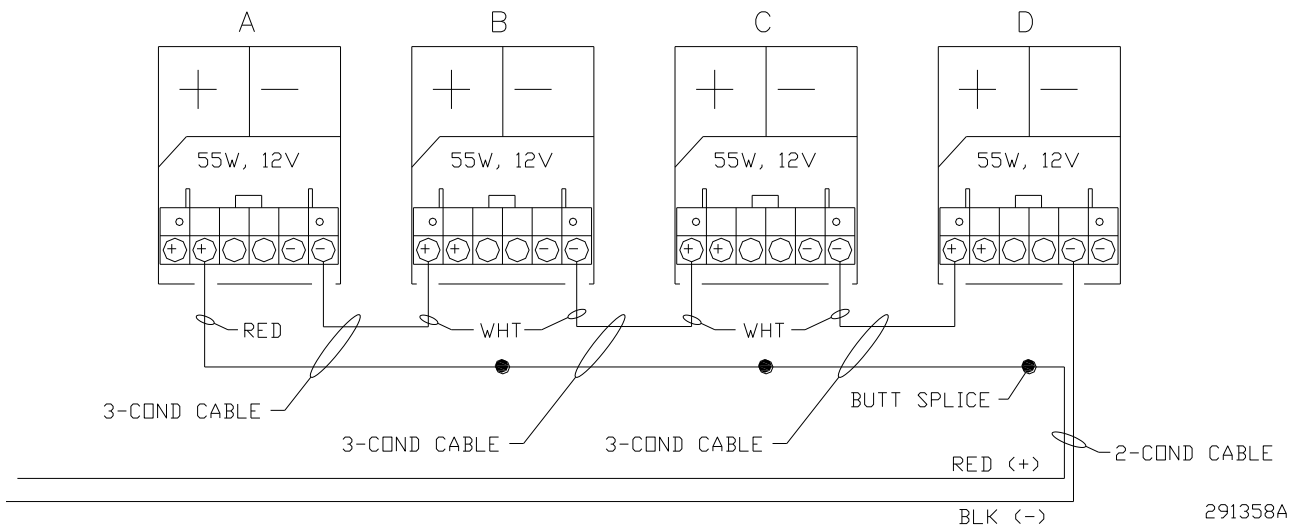 A B C D
+ − + − + − + −
55W, 12V 55W, 12V 55W, 12V 55W, 12V
+ + − − + + − − + + − − + + − −
RED WHT WHT
3-COND CABLE BUTT SPLICE
3-COND CABLE 3-COND CABLE 2-COND CABLE
RED (+)
BLK (-) 291358A